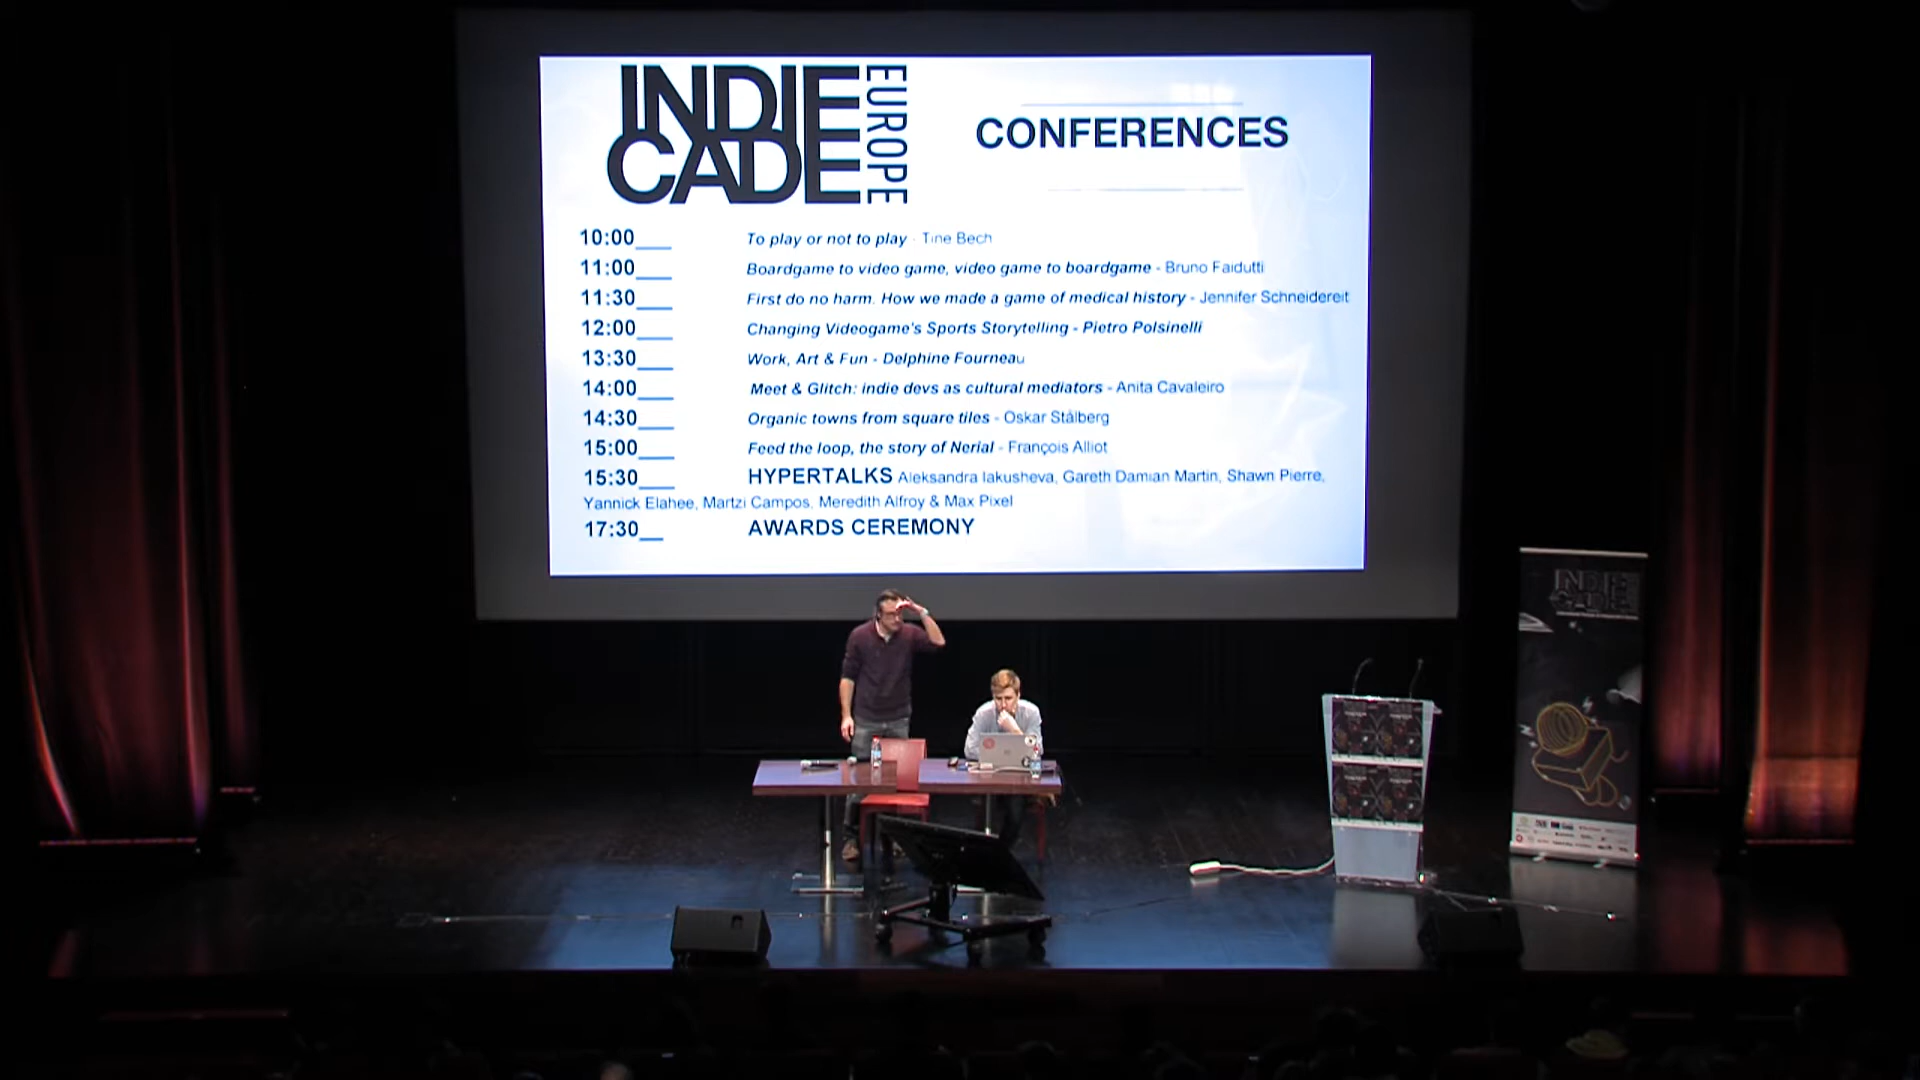 INDIE
CADE
EUROPE
CONFERENCES
10:00___ To play or not to play - Tine Bech
11:00___ Boardgame to video game, video game to boardgame - Bruno Faidutti
11:30___ First do no harm. How we made a game of medical history - Jennifer Schneidereit
12:00___ Changing Videogame's Sports Storytelling - Pietro Polsinelli
13:30___ Work, Art & Fun - Delphine Fourneau
14:00___ Meet & Glitch: indie devs as cultural mediators - Anita Cavaleiro
14:30___ Organic towns from square tiles - Oskar Stålberg
15:00___ Feed the loop, the story of Nerial - François Alliot
15:30___ HYPERTALKS Aleksandra Iakusheva, Gareth Damian Martin, Shawn Pierre,
Yannick Elahee, Martzi Campos, Meredith Alfroy & Max Pixel
17:30__ AWARDS CEREMONY
INDIE
CADE